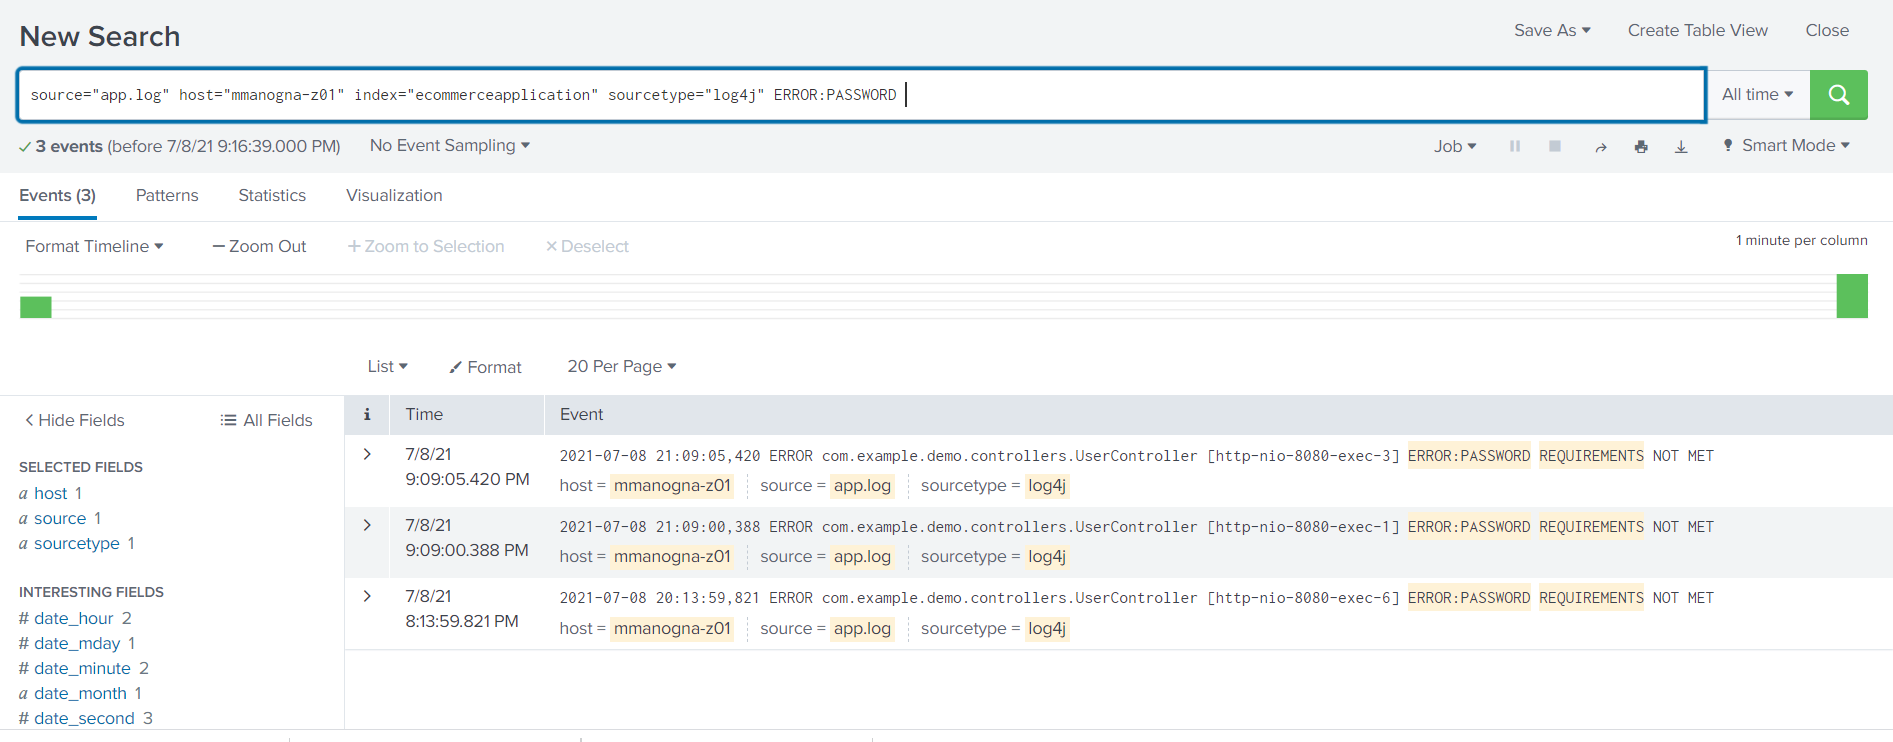 New Search
Save As Create Table View Close
source="app.log" host="mmanogna-z01" index="ecommerceapplication" sourcetype="log4j" ERROR:PASSWORD
All time
3 events (before 7/8/21 9:16:39.000 PM) No Event Sampling
Job Smart Mode
Events (3) Patterns Statistics Visualization
Format Timeline — Zoom Out + Zoom to Selection × Deselect
1 minute per column
List Format 20 Per Page
< Hide Fields All Fields
SELECTED FIELDS
a host 1
a source 1
a sourcetype 1
INTERESTING FIELDS
# date_hour 2
# date_mday 1
# date_minute 2
a date_month 1
# date_second 3
i Time Event
> 7/8/21
9:09:05.420 PM
2021-07-08 21:09:05,420 ERROR com.example.demo.controllers.UserController [http-nio-8080-exec-3] ERROR:PASSWORD REQUIREMENTS NOT MET
host = mmanogna-z01 source = app.log sourcetype = log4j
> 7/8/21
9:09:00.388 PM
2021-07-08 21:09:00,388 ERROR com.example.demo.controllers.UserController [http-nio-8080-exec-1] ERROR:PASSWORD REQUIREMENTS NOT MET
host = mmanogna-z01 source = app.log sourcetype = log4j
> 7/8/21
8:13:59.821 PM
2021-07-08 20:13:59,821 ERROR com.example.demo.controllers.UserController [http-nio-8080-exec-6] ERROR:PASSWORD REQUIREMENTS NOT MET
host = mmanogna-z01 source = app.log sourcetype = log4j